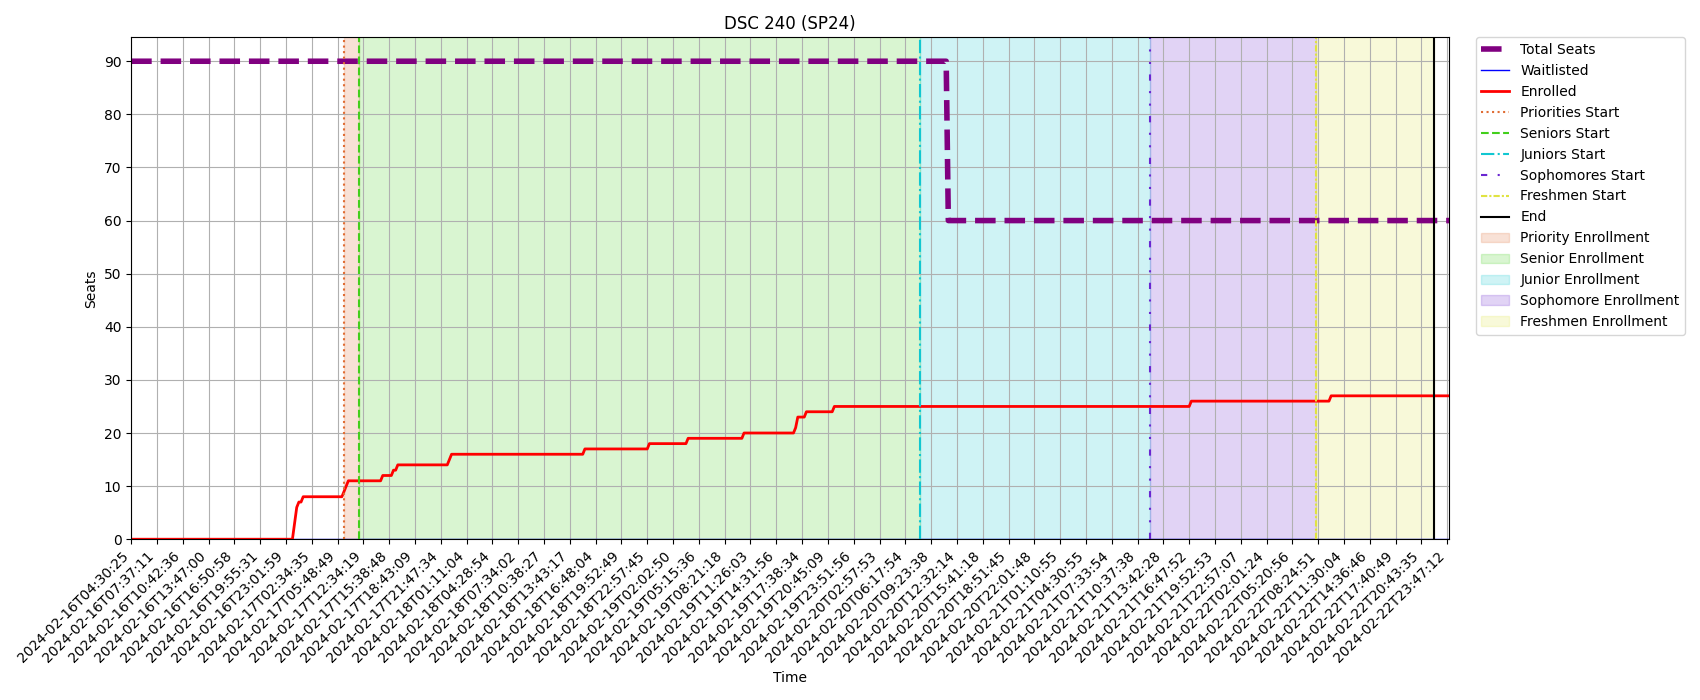 DSC 240 (SP24)
Seats
90
80
70
60
50
40
30
20
10
0
2024-02-16T04:30:25
2024-02-16T07:37:11
2024-02-16T10:42:36
2024-02-16T13:47:00
2024-02-16T16:50:58
2024-02-16T19:55:31
2024-02-16T23:01:59
2024-02-17T02:34:35
2024-02-17T05:48:49
2024-02-17T12:34:19
2024-02-17T15:38:48
2024-02-17T18:43:09
2024-02-17T21:47:34
2024-02-18T01:11:04
2024-02-18T04:28:54
2024-02-18T07:34:02
2024-02-18T10:38:27
2024-02-18T13:43:17
2024-02-18T16:48:04
2024-02-18T19:52:49
2024-02-18T22:57:45
2024-02-19T02:02:50
2024-02-19T05:15:36
2024-02-19T08:21:18
2024-02-19T11:26:03
2024-02-19T14:31:56
2024-02-19T17:38:34
2024-02-19T20:45:09
2024-02-19T23:51:56
2024-02-20T02:57:53
2024-02-20T06:17:54
2024-02-20T09:23:38
2024-02-20T12:32:14
2024-02-20T15:41:18
2024-02-20T18:51:45
2024-02-20T22:01:48
2024-02-21T01:10:55
2024-02-21T04:30:55
2024-02-21T07:33:54
2024-02-21T10:37:38
2024-02-21T13:42:28
2024-02-21T16:47:52
2024-02-21T19:52:53
2024-02-21T22:57:07
2024-02-22T02:01:24
2024-02-22T05:20:56
2024-02-22T08:24:51
2024-02-22T11:30:04
2024-02-22T14:36:46
2024-02-22T17:40:49
2024-02-22T20:43:35
2024-02-22T23:47:12
Time
Total Seats
Waitlisted
Enrolled
Priorities Start
Seniors Start
Juniors Start
Sophomores Start
Freshmen Start
End
Priority Enrollment
Senior Enrollment
Junior Enrollment
Sophomore Enrollment
Freshmen Enrollment